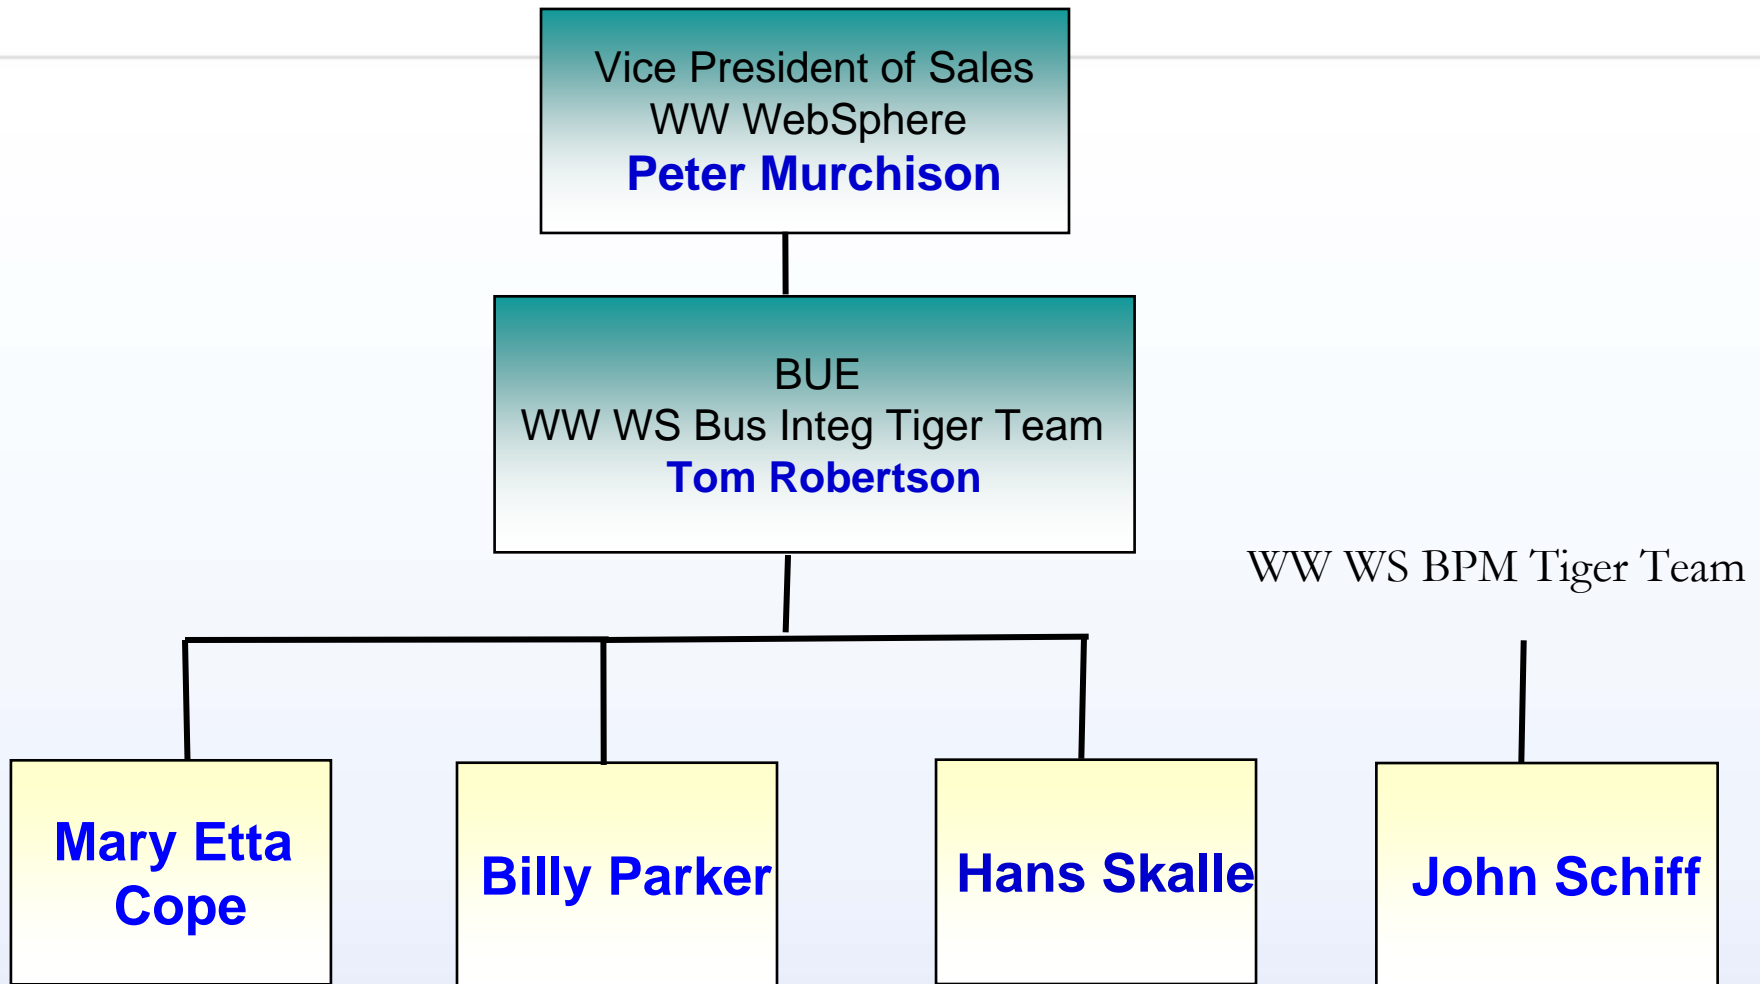 Vice President of Sales
WW WebSphere
Peter Murchison
BUE
WW WS Bus Integ Tiger Team
Tom Robertson
WW WS BPM Tiger Team
Mary Etta
Cope
Billy Parker
Hans Skalle
John Schiff